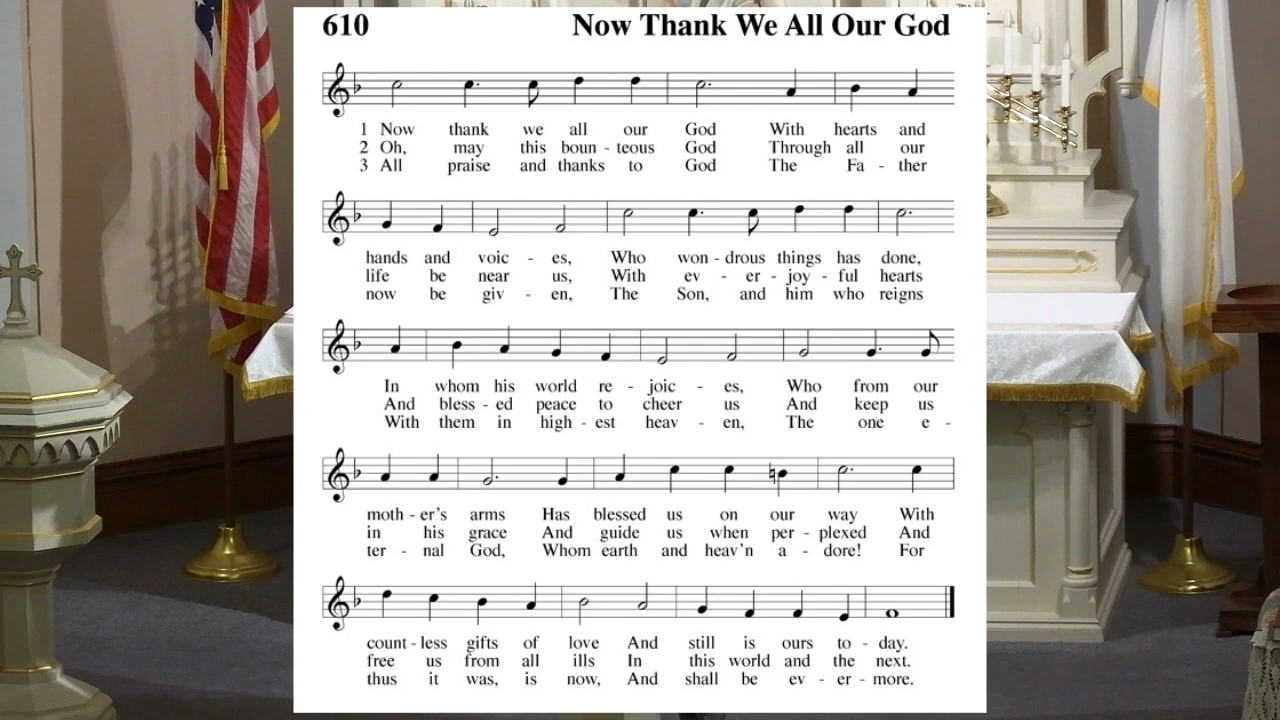 610 Now Thank We All Our God
1 Now thank we all our God With hearts and
2 Oh, may this boun - teous God Through all our
3 All praise and thanks to God The Fa - ther
hands and voic - es, Who won - drous things has done,
life be near us, With ev - er - joy - ful hearts
now be giv - en, The Son, and him who reigns
In whom his world re - joic - es, Who from our
And bless - ed peace to cheer us And keep us
With them in high - est heav - en, The one e -
moth - er's arms Has blessed us on our way With
in his grace And guide us when per - plexed And
ter - nal God, Whom earth and heav'n a - dore! For
count - less gifts of love And still is ours to - day.
free us from all ills In this world and the next.
thus it was, is now, And shall be ev - er - more.